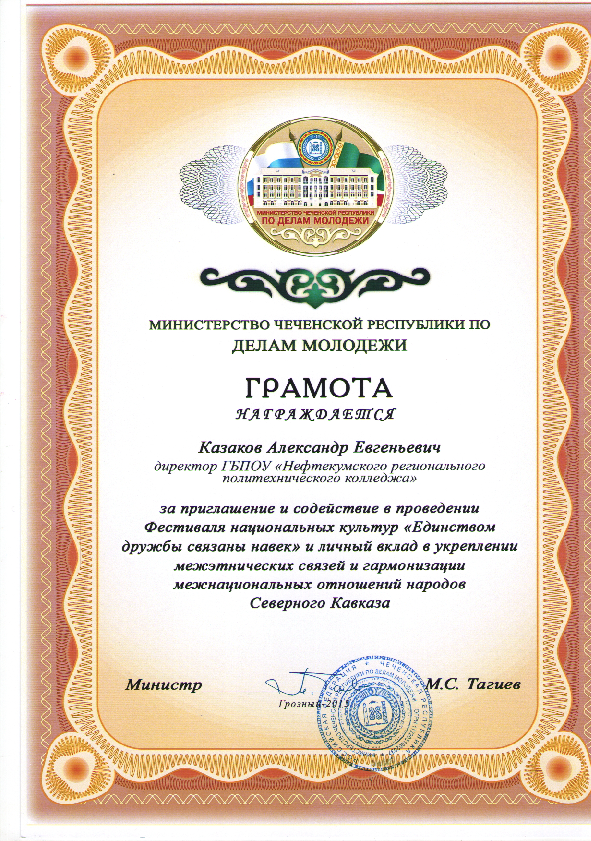 МИНИСТЕРСТВО ЧЕЧЕНСКОЙ РЕСПУБЛИКИ
ПО ДЕЛАМ МОЛОДЕЖИ
МИНИСТЕРСТВО ЧЕЧЕНСКОЙ РЕСПУБЛИКИ ПО
ДЕЛАМ МОЛОДЕЖИ
ГРАМОТА
НАГРАЖДАЕТСЯ
Казаков Александр Евгеньевич
директор ГБПОУ «Нефтекумского регионального
политехнического колледжа»
за приглашение и содействие в проведении
Фестиваля национальных культур «Единством
дружбы связаны навек» и личный вклад в укреплении
межэтнических связей и гармонизации
межнациональных отношений народов
Северного Кавказа
Министр
М.С. Тагиев
Грозный-2015